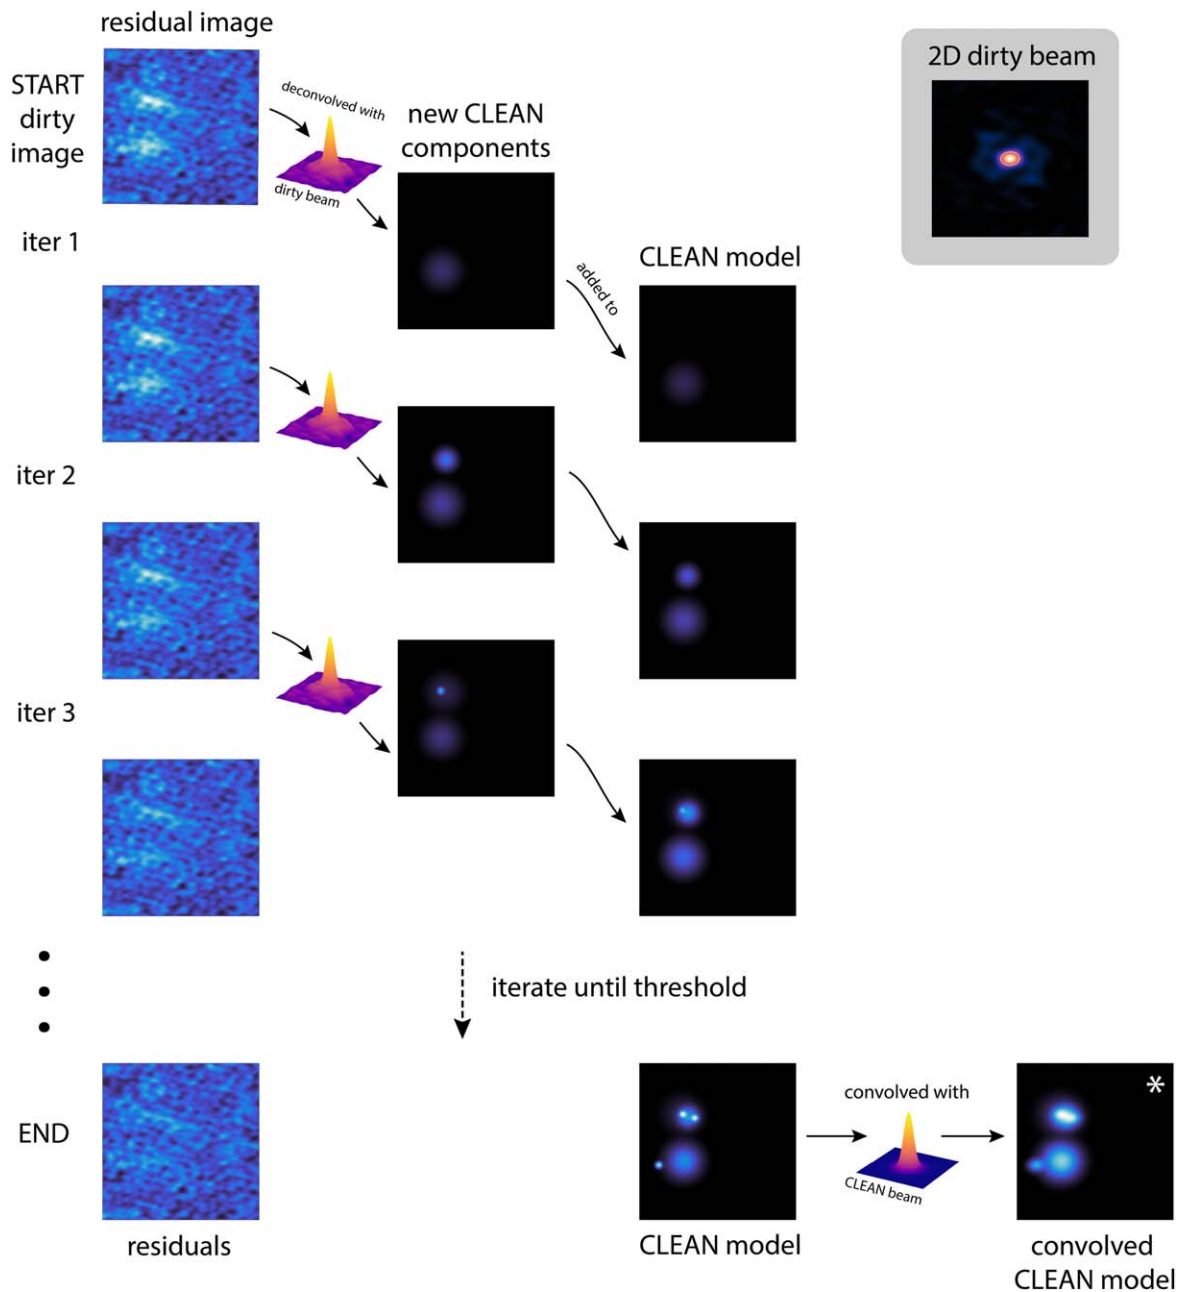 residual image
START
dirty
image
deconvolved with
dirty beam
new CLEAN
components
2D dirty beam
iter 1
added to
CLEAN model
iter 2
iter 3
iterate until threshold
END
convolved with
CLEAN beam
*
residuals
CLEAN model
convolved
CLEAN model